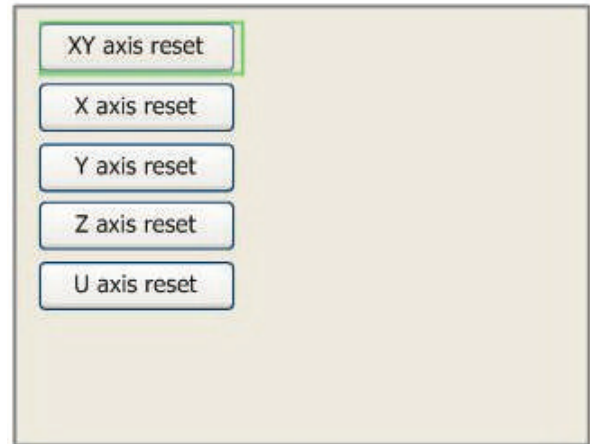 XY axis reset
X axis reset
Y axis reset
Z axis reset
U axis reset